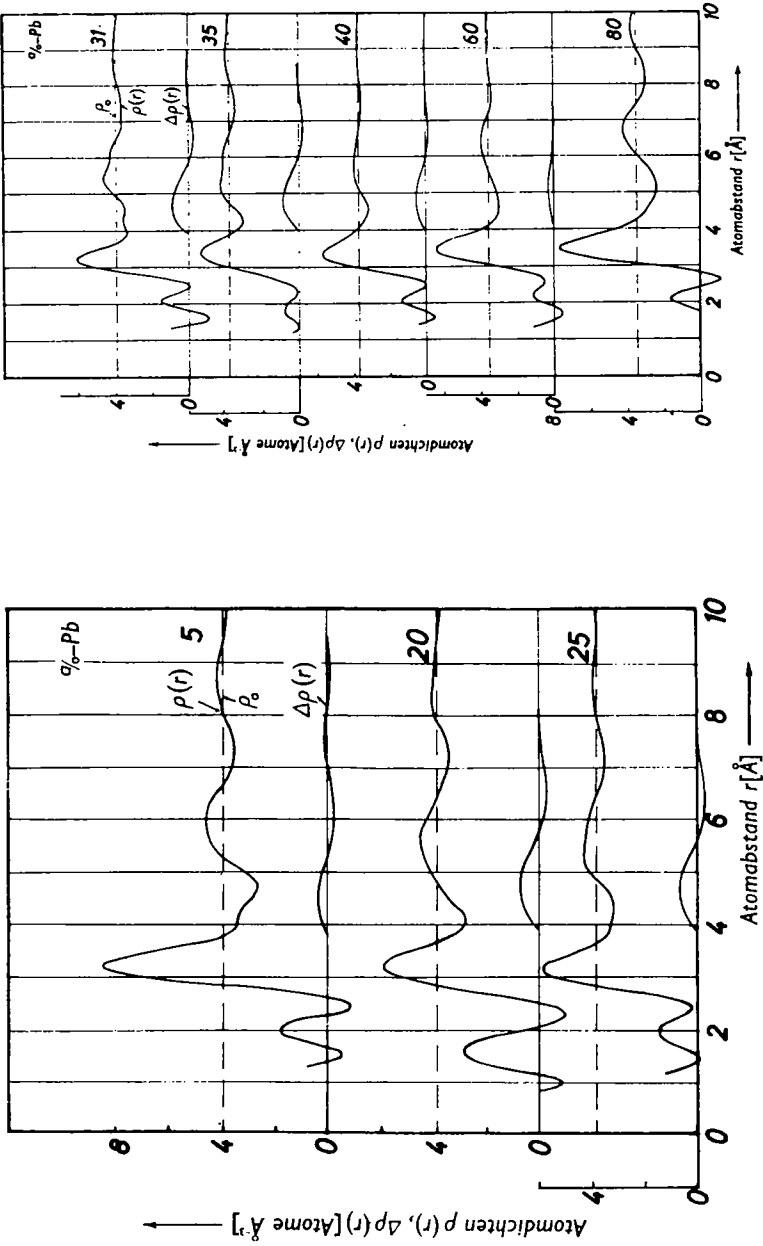 %-Pb
5
ρ(r)
ρ₀
Δρ(r)
20
25
8
4
0
4
0
4
0
0 2 4 6 8 10
Atomabstand r[Å]
Atomdichten ρ(r), Δρ(r) [Atome Å⁻³]
%-Pb
31
ρ₀
ρ(r)
Δρ(r)
35
40
60
80
4
0
4
0
4
0
4
8 0
4
0
0 2 4 6 8 10
Atomabstand r[Å]
Atomdichten ρ(r), Δρ(r) [Atome Å⁻³]